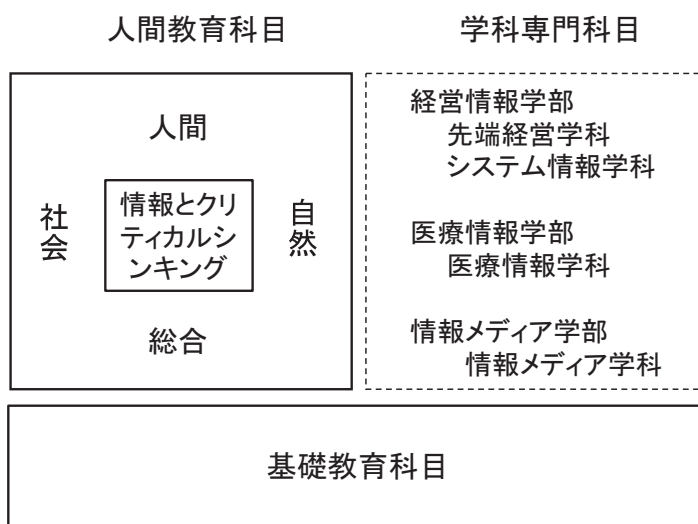 人間教育科目
学科専門科目
人間
社会
情報とクリ
ティカルシ
ンキング
自然
総合
経営情報学部
先端経営学科
システム情報学科
医療情報学部
医療情報学科
情報メディア学部
情報メディア学科
基礎教育科目